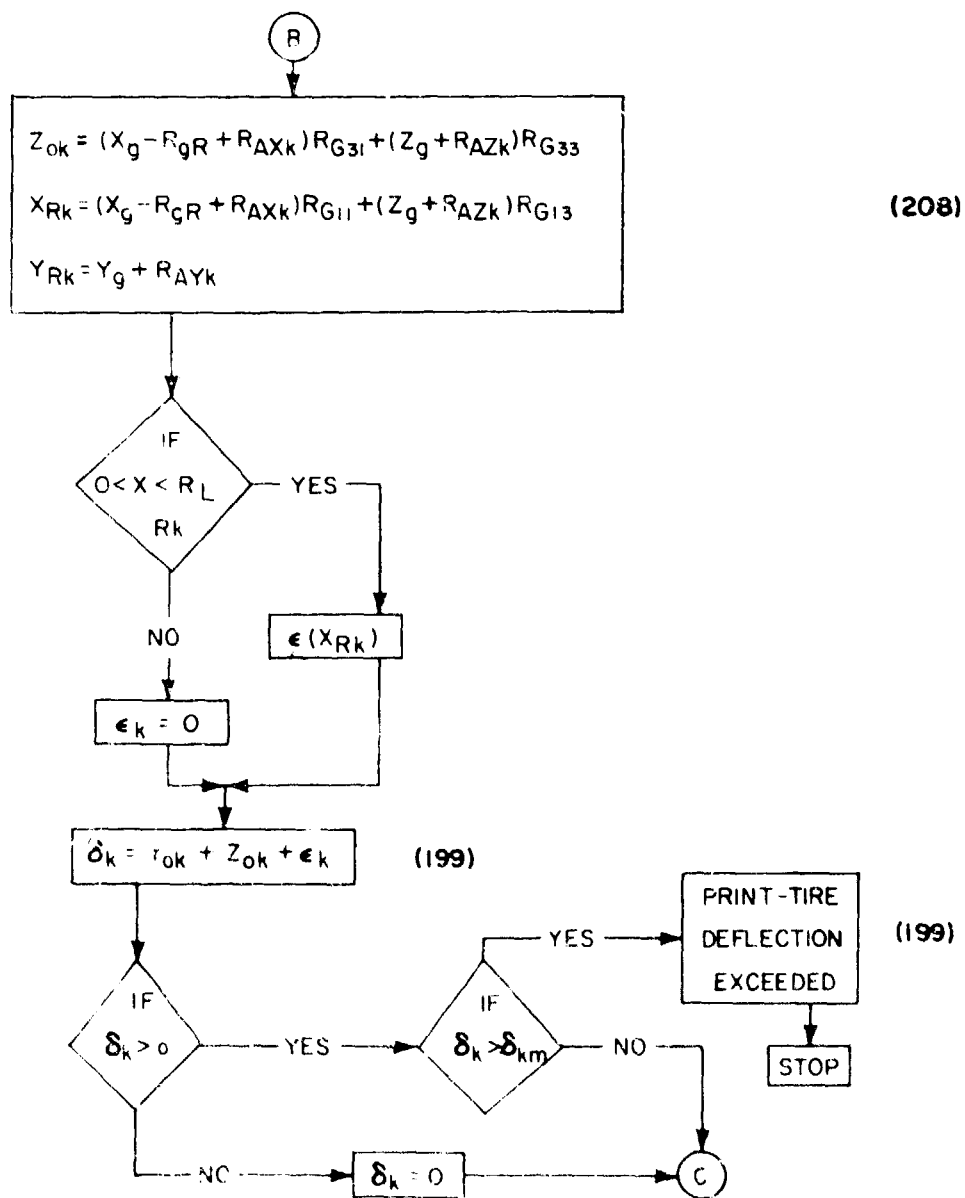 B
Z_ok = (X_g - R_gR + R_AXk) R_G31 + (Z_g + R_AZk) R_G33
X_Rk = (X_g - R_gR + R_AXk) R_G11 + (Z_g + R_AZk) R_G13
(208)
Y_Rk = Y_g + R_AYk
IF
0 < X < R_L
Rk
YES
NO
ϵ(X_Rk)
ϵ_k = 0
δ_k = r_ok + Z_ok + ϵ_k
(199)
PRINT-TIRE
DEFLECTION
EXCEEDED
(199)
YES
IF
δ_k > 0
YES
IF
δ_k > δ_km
NO
STOP
NO
δ_k = 0
C